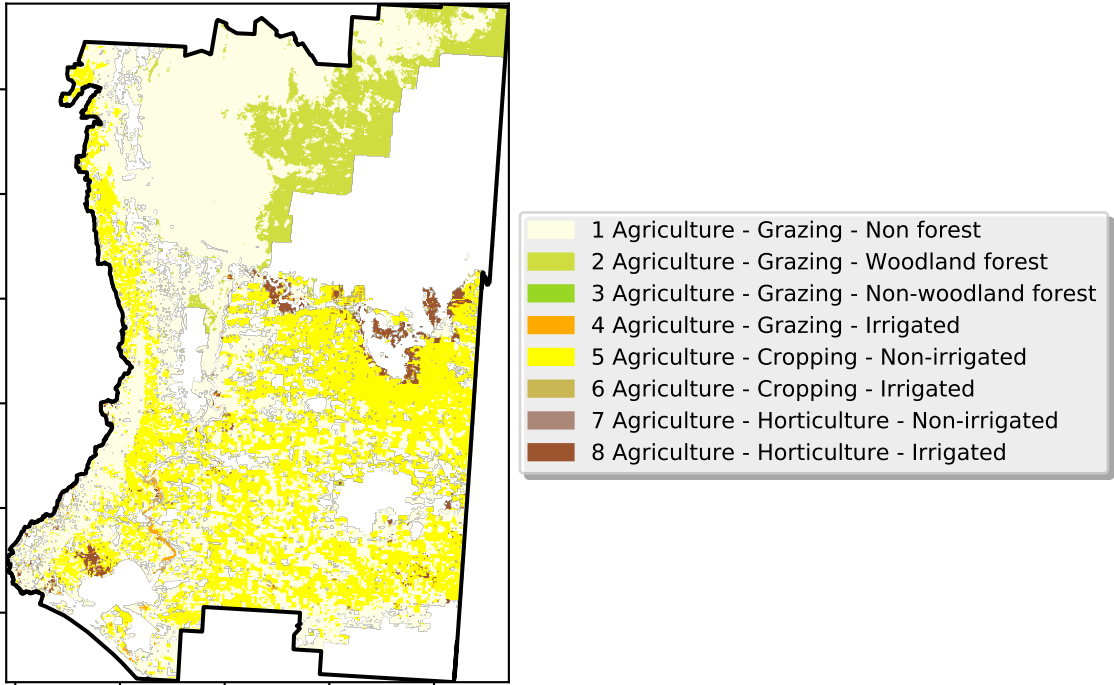 1 Agriculture - Grazing - Non forest
2 Agriculture - Grazing - Woodland forest
3 Agriculture - Grazing - Non-woodland forest
4 Agriculture - Grazing - Irrigated
5 Agriculture - Cropping - Non-irrigated
6 Agriculture - Cropping - Irrigated
7 Agriculture - Horticulture - Non-irrigated
8 Agriculture - Horticulture - Irrigated